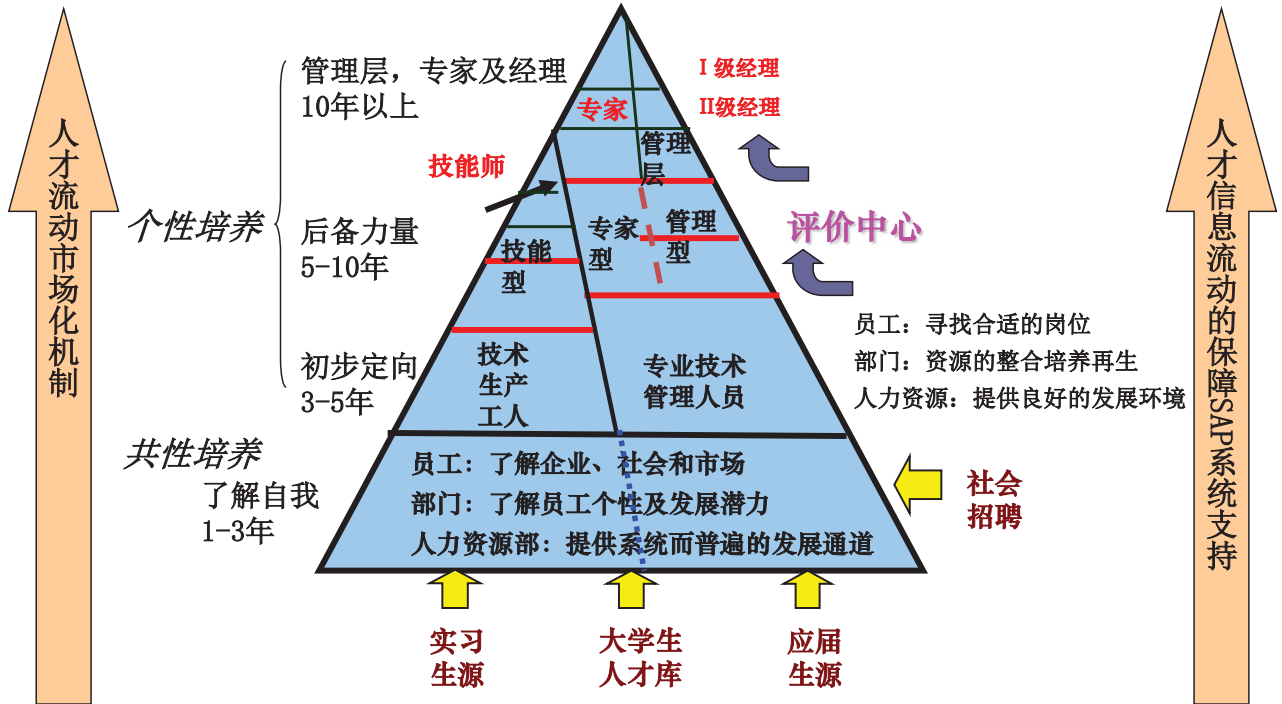 人才流动市场化机制
管理层，专家及经理
10年以上
个性培养
后备力量
5-10年
初步定向
3-5年
共性培养
了解自我
1-3年
I 级经理
II级经理
专家
技能师
管理
层
专家
型
管理
型
技能
型
评价中心
技术
生产
工人
专业技术
管理人员
员工：寻找合适的岗位
部门：资源的整合培养再生
人力资源：提供良好的发展环境
员工：了解企业、社会和市场
部门：了解员工个性及发展潜力
人力资源部：提供系统而普遍的发展通道
社会
招聘
实习
生源
大学生
人才库
应届
生源
人才信息流动的保障SAP系统支持